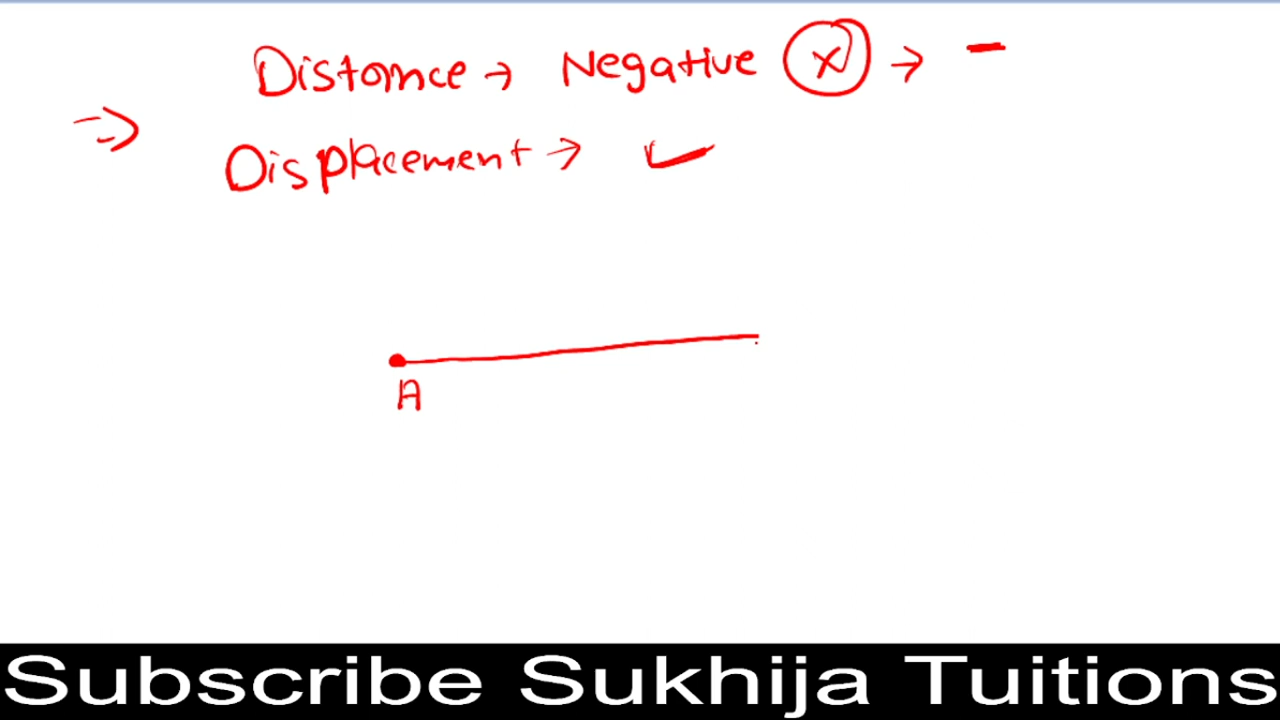 Distance → Negative (X) → -
⇒
Displacement → ✓
A
Subscribe Sukhija Tuitions